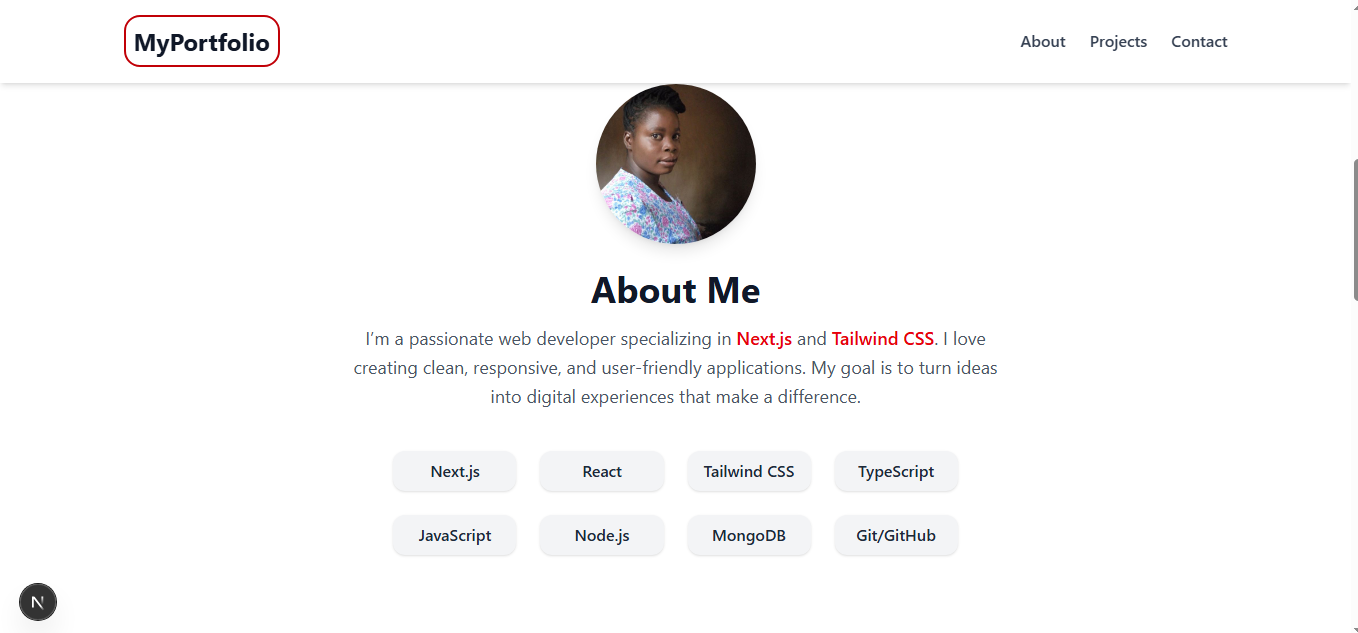 MyPortfolio
About Projects Contact
About Me
I’m a passionate web developer specializing in Next.js and Tailwind CSS. I love
creating clean, responsive, and user-friendly applications. My goal is to turn ideas
into digital experiences that make a difference.
Next.js React Tailwind CSS TypeScript
JavaScript Node.js MongoDB Git/GitHub
N